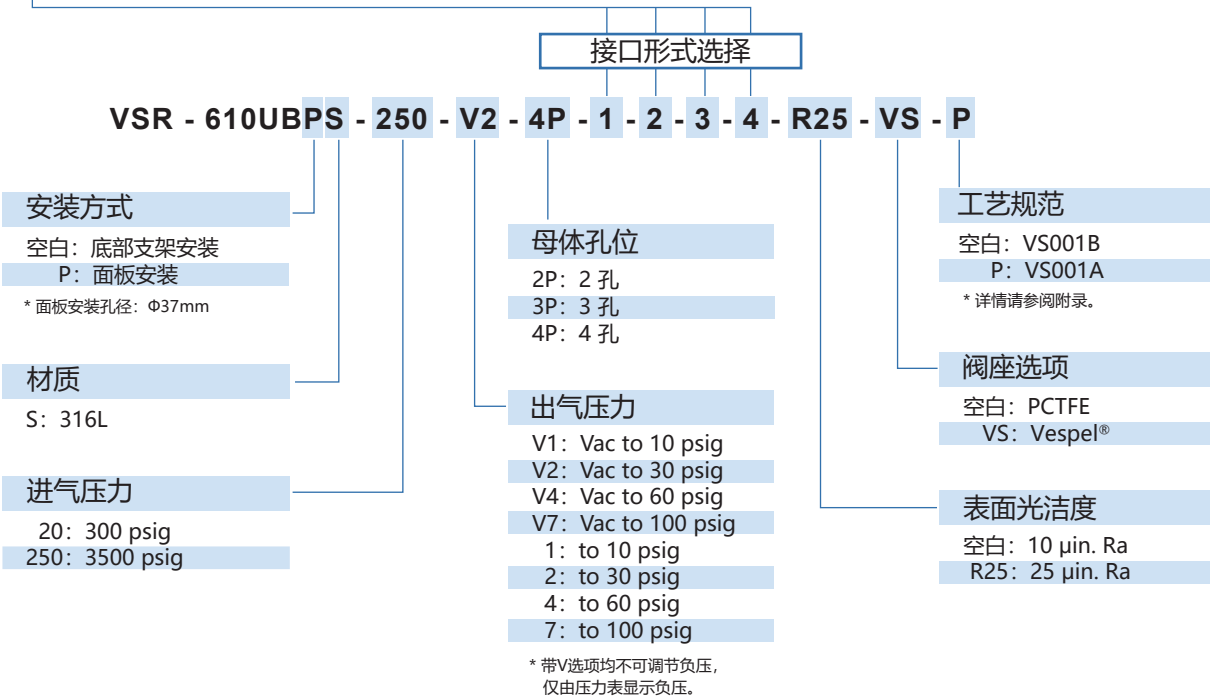 接口形式选择
VSR - 610UBPS - 250 - V2 - 4P - 1 - 2 - 3 - 4 - R25 - VS - P
安装方式
空白：底部支架安装
P：面板安装
* 面板安装孔径：Φ37mm
材质
S：316L
进气压力
20：300 psig
250：3500 psig
母体孔位
2P：2 孔
3P：3 孔
4P：4 孔
出气压力
V1：Vac to 10 psig
V2：Vac to 30 psig
V4：Vac to 60 psig
V7：Vac to 100 psig
1：to 10 psig
2：to 30 psig
4：to 60 psig
7：to 100 psig
* 带V选项均不可调节负压，
仅由压力表显示负压。
工艺规范
空白：VS001B
P：VS001A
* 详情请参阅附录。
阀座选项
空白：PCTFE
VS：Vespel®
表面光洁度
空白：10 μin. Ra
R25：25 μin. Ra